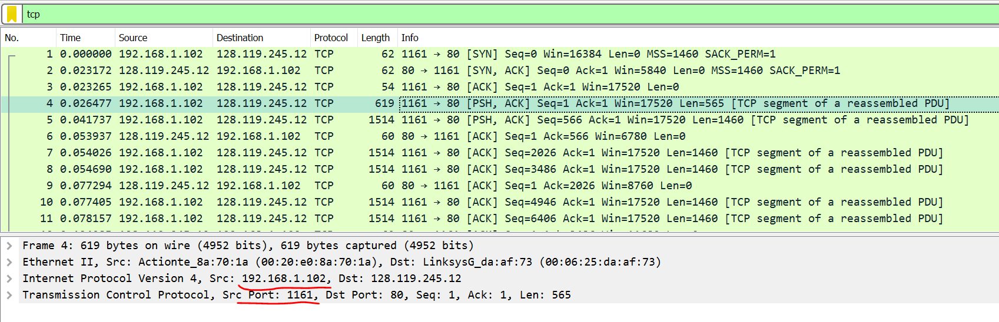 tcp
No. Time Source Destination Protocol Length Info
1 0.000000 192.168.1.102 128.119.245.12 TCP 62 1161 → 80 [SYN] Seq=0 Win=16384 Len=0 MSS=1460 SACK_PERM=1
2 0.023172 128.119.245.12 192.168.1.102 TCP 62 80 → 1161 [SYN, ACK] Seq=0 Ack=1 Win=5840 Len=0 MSS=1460 SACK_PERM=1
3 0.023265 192.168.1.102 128.119.245.12 TCP 54 1161 → 80 [ACK] Seq=1 Ack=1 Win=17520 Len=0
4 0.026477 192.168.1.102 128.119.245.12 TCP 619 1161 → 80 [PSH, ACK] Seq=1 Ack=1 Win=17520 Len=565 [TCP segment of a reassembled PDU]
5 0.041737 192.168.1.102 128.119.245.12 TCP 1514 1161 → 80 [PSH, ACK] Seq=566 Ack=1 Win=17520 Len=1460 [TCP segment of a reassembled PDU]
6 0.053937 128.119.245.12 192.168.1.102 TCP 60 80 → 1161 [ACK] Seq=1 Ack=566 Win=6780 Len=0
7 0.054026 192.168.1.102 128.119.245.12 TCP 1514 1161 → 80 [ACK] Seq=2026 Ack=1 Win=17520 Len=1460 [TCP segment of a reassembled PDU]
8 0.054690 192.168.1.102 128.119.245.12 TCP 1514 1161 → 80 [ACK] Seq=3486 Ack=1 Win=17520 Len=1460 [TCP segment of a reassembled PDU]
9 0.077294 128.119.245.12 192.168.1.102 TCP 60 80 → 1161 [ACK] Seq=1 Ack=2026 Win=8760 Len=0
10 0.077405 192.168.1.102 128.119.245.12 TCP 1514 1161 → 80 [ACK] Seq=4946 Ack=1 Win=17520 Len=1460 [TCP segment of a reassembled PDU]
11 0.078157 192.168.1.102 128.119.245.12 TCP 1514 1161 → 80 [ACK] Seq=6406 Ack=1 Win=17520 Len=1460 [TCP segment of a reassembled PDU]
Frame 4: 619 bytes on wire (4952 bits), 619 bytes captured (4952 bits)
Ethernet II, Src: Actionte_8a:70:1a (00:20:e0:8a:70:1a), Dst: LinksysG_da:af:73 (00:06:25:da:af:73)
Internet Protocol Version 4, Src: 192.168.1.102, Dst: 128.119.245.12
Transmission Control Protocol, Src Port: 1161, Dst Port: 80, Seq: 1, Ack: 1, Len: 565